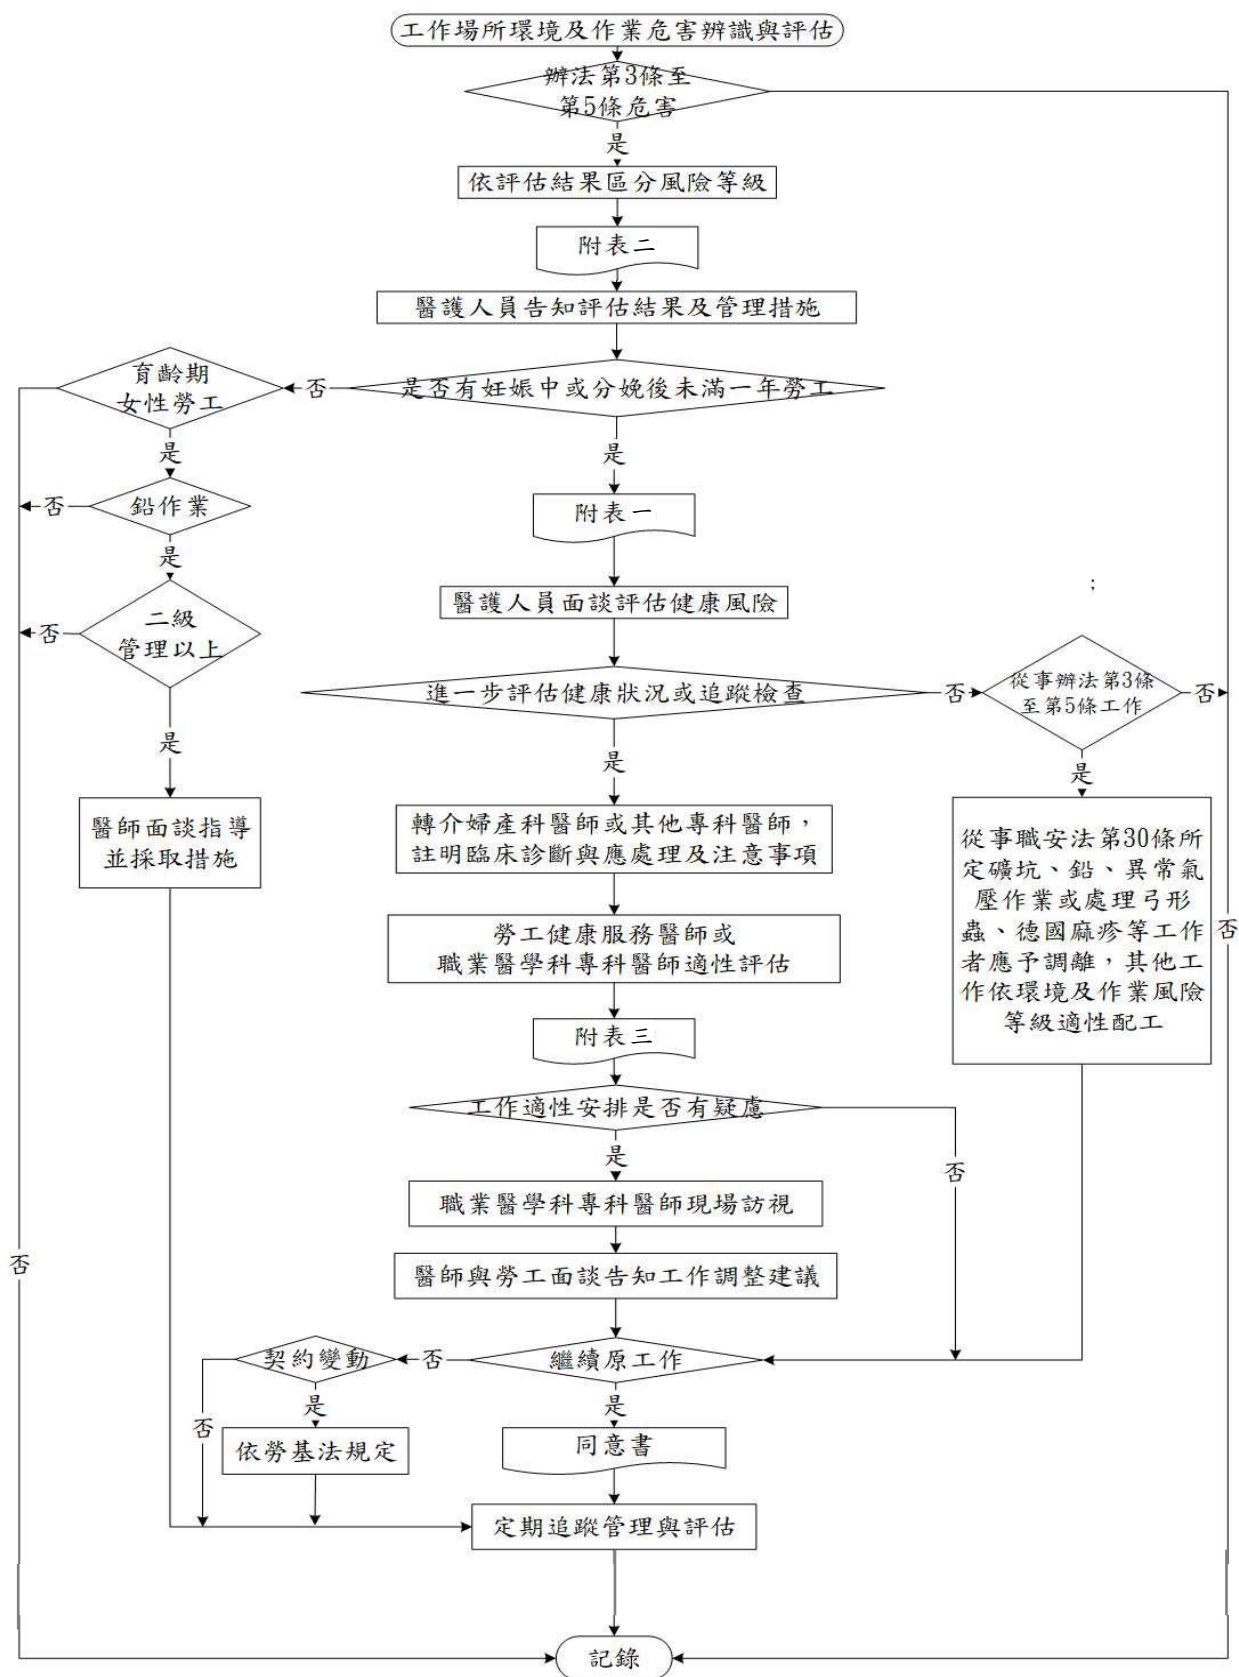 工作場所環境及作業危害辨識與評估
辦法第3條至
第5條危害
是
依評估結果區分風險等級
附表二
醫護人員告知評估結果及管理措施
育齡期
女性勞工
否
是否有妊娠中或分娩後未滿一年勞工
是
是
否
鉛作業
附表一
是
醫護人員面談評估健康風險
;
二級
管理以上
否
進一步評估健康狀況或追蹤檢查
否
從事辦法第3條
至第5條工作
否
是
是
是
醫師面談指導
並採取措施
轉介婦產科醫師或其他專科醫師，
註明臨床診斷與應處理及注意事項
從事職安法第30條所
定礦坑、鉛、異常氣
壓作業或處理弓形
蟲、德國麻疹等工作
者應予調離，其他工
作依環境及作業風險
等級適性配工
否
勞工健康服務醫師或
職業醫學科專科醫師適性評估
附表三
工作適性安排是否有疑慮
是
否
職業醫學科專科醫師現場訪視
否
醫師與勞工面談告知工作調整建議
契約變動
否
繼續原工作
是
是
否
依勞基法規定
同意書
定期追蹤管理與評估
記錄